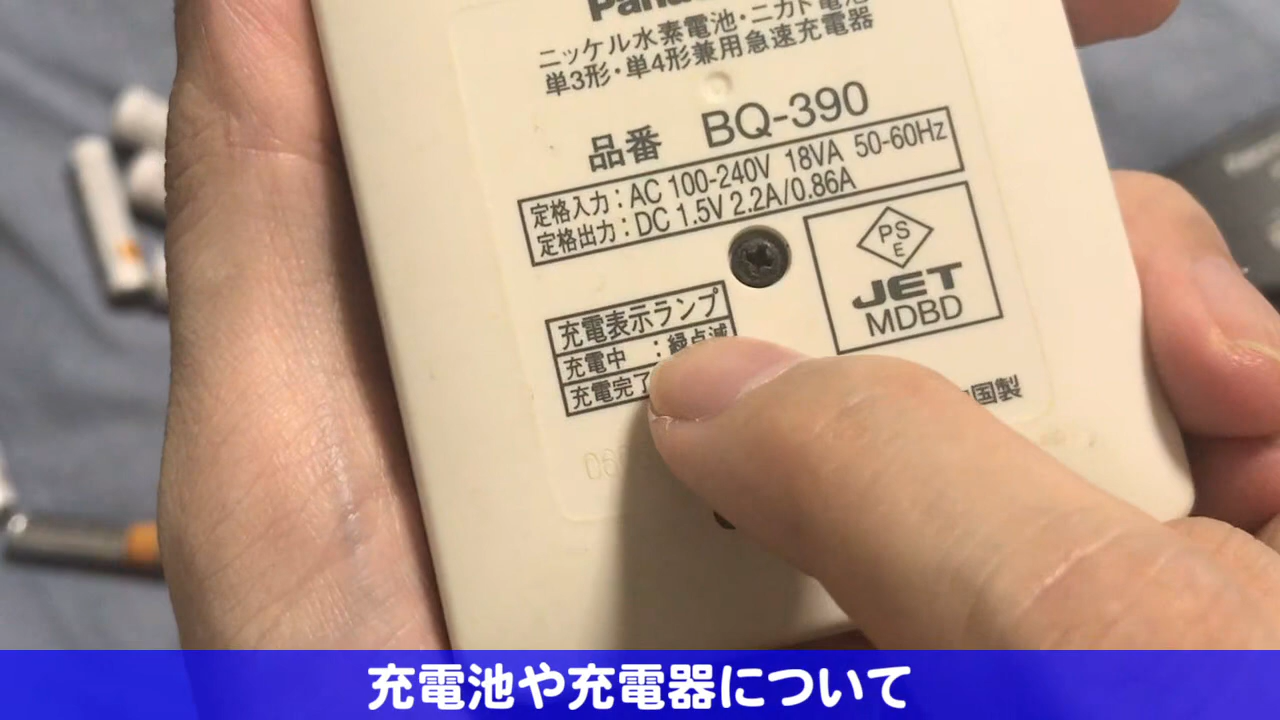 ニッケル水素電池・ニカド電池
単3形・単4形兼用急速充電器
品番 BQ-390
定格入力：AC 100-240V 18VA 50-60Hz
定格出力：DC 1.5V 2.2A/0.86A
PS
E
JET
MDBD
充電表示ランプ
充電中 ：緑点滅
充電完了
国製
充電池や充電器について